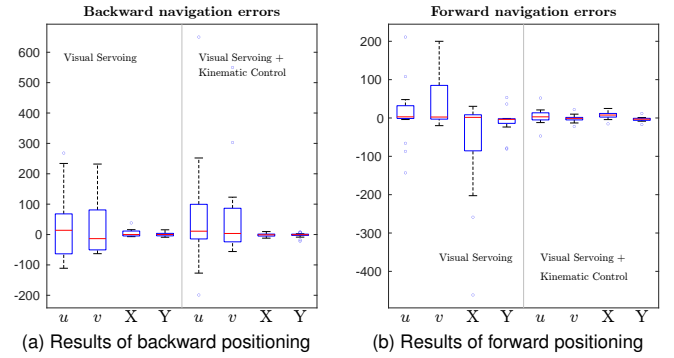 Backward navigation errors
Visual Servoing
Visual Servoing +
Kinematic Control
600
500
400
300
200
100
0
-100
-200
u v X Y u v X Y
(a) Results of backward positioning
Forward navigation errors
200
100
0
-100
-200
-300
-400
Visual Servoing
Visual Servoing +
Kinematic Control
u v X Y u v X Y
(b) Results of forward positioning